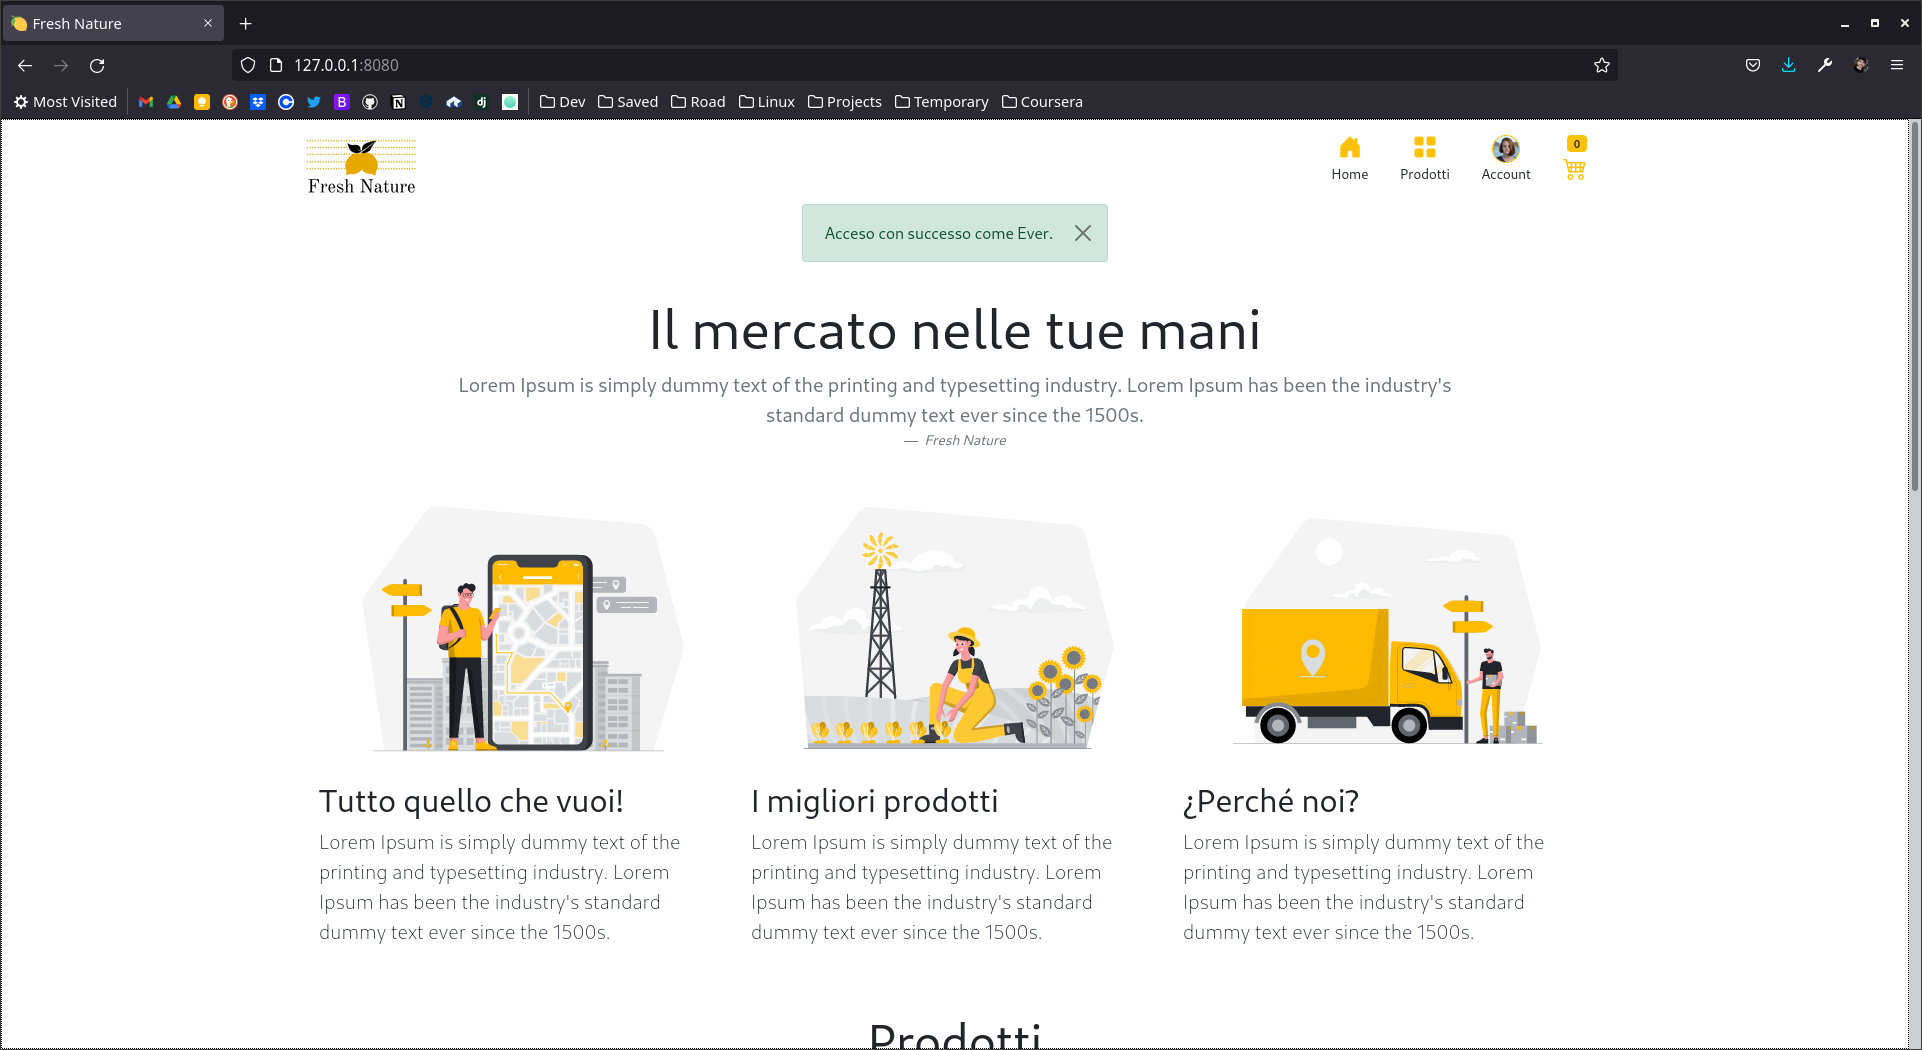 Fresh Nature
127.0.0.1:8080
Most Visited
B
N
dj
Dev
Saved
Road
Linux
Projects
Temporary
Coursera
Fresh Nature
Home
Prodotti
Account
0
Acceso con successo come Ever.
Il mercato nelle tue mani
Lorem Ipsum is simply dummy text of the printing and typesetting industry. Lorem Ipsum has been the industry's
standard dummy text ever since the 1500s.
— Fresh Nature
Tutto quello che vuoi!
Lorem Ipsum is simply dummy text of the
printing and typesetting industry. Lorem
Ipsum has been the industry's standard
dummy text ever since the 1500s.
I migliori prodotti
Lorem Ipsum is simply dummy text of the
printing and typesetting industry. Lorem
Ipsum has been the industry's standard
dummy text ever since the 1500s.
¿Perché noi?
Lorem Ipsum is simply dummy text of the
printing and typesetting industry. Lorem
Ipsum has been the industry's standard
dummy text ever since the 1500s.
Prodotti